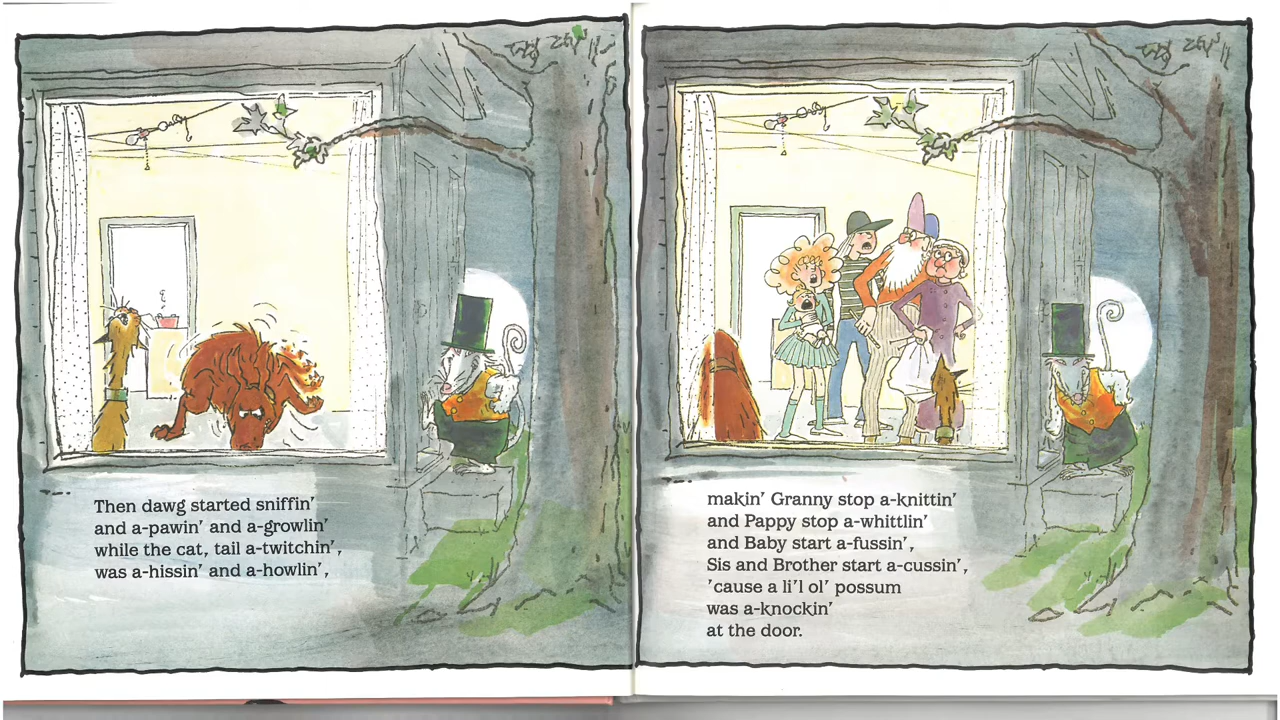 Then dawg started sniffin'
and a-pawin' and a-growlin'
while the cat, tail a-twitchin',
was a-hissin' and a-howlin',
makin' Granny stop a-knittin'
and Pappy stop a-whittlin'
and Baby start a-fussin',
Sis and Brother start a-cussin',
'cause a li'l ol' possum
was a-knockin'
at the door.